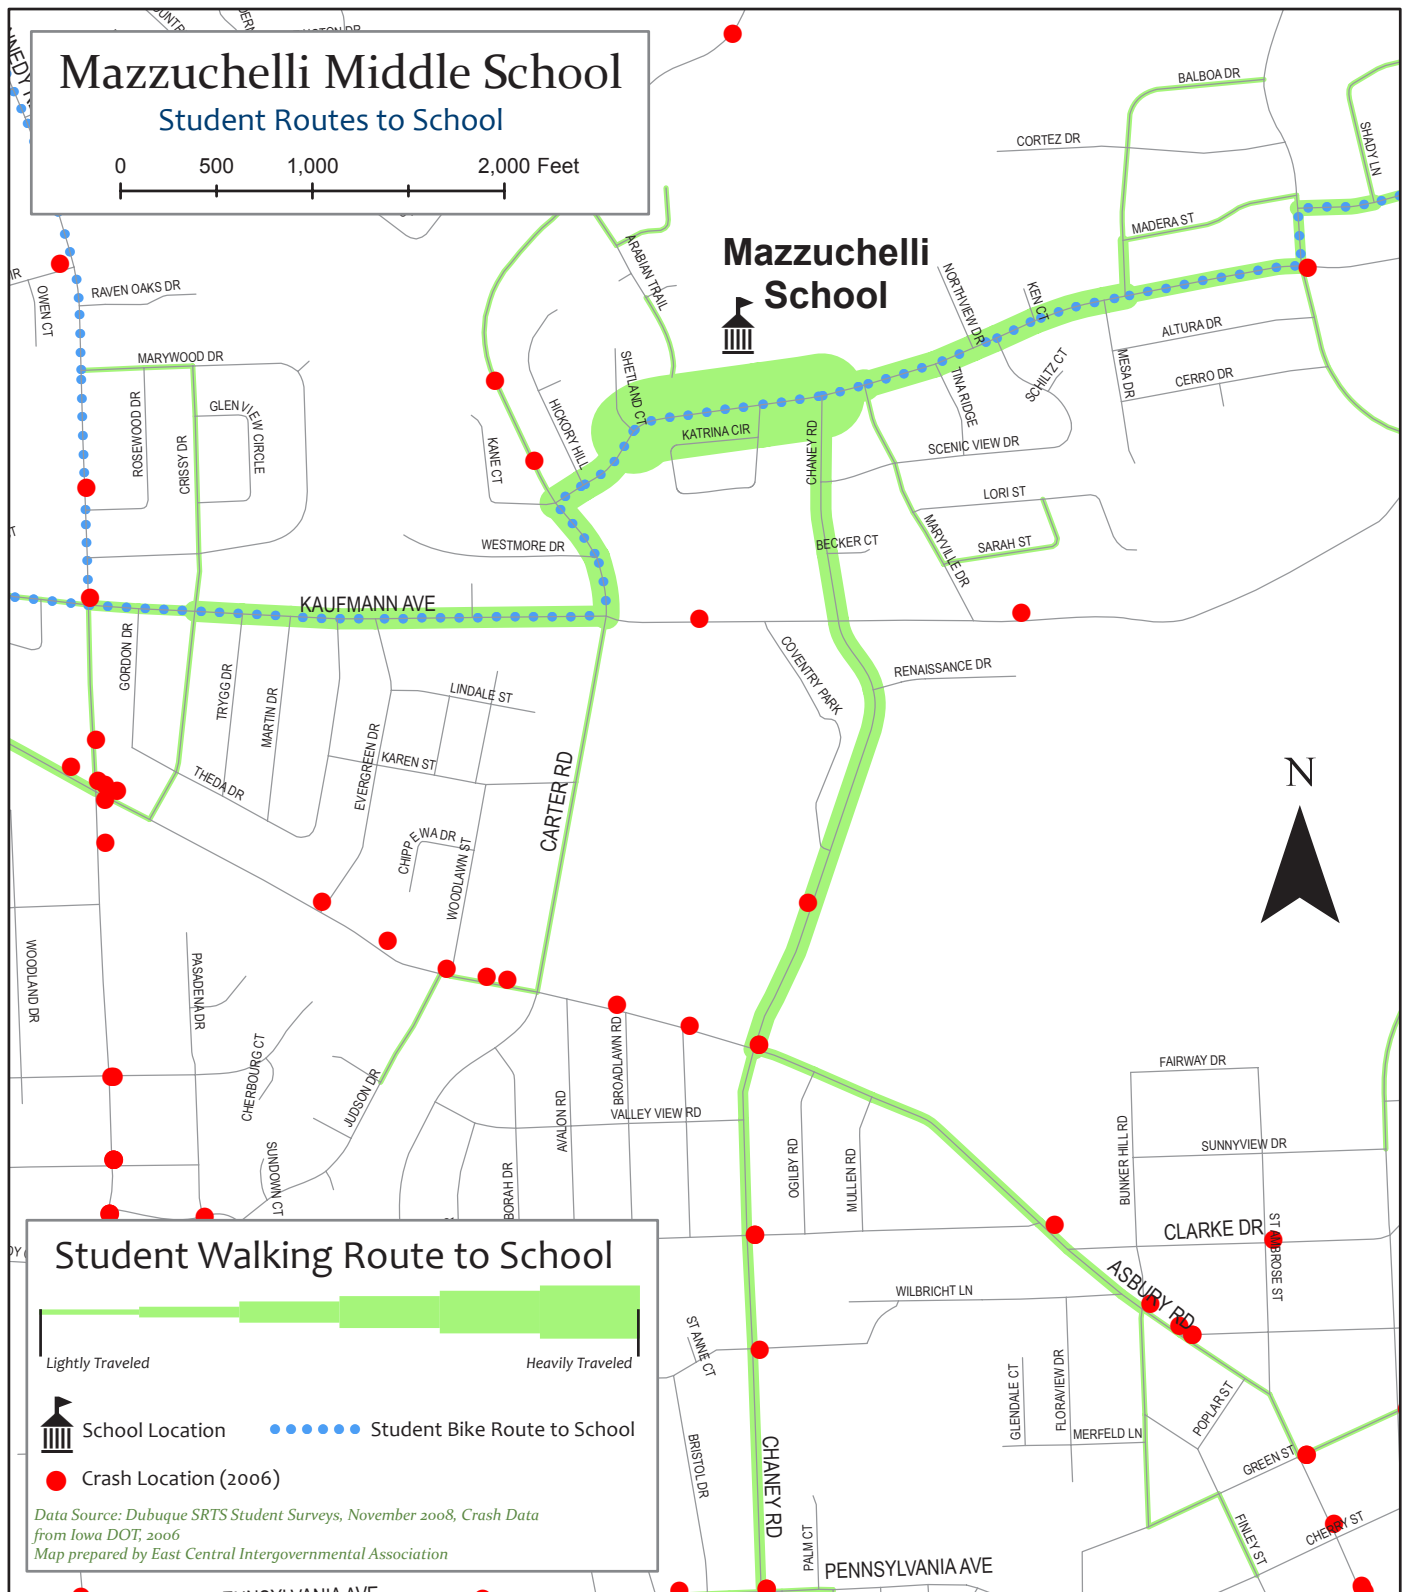 Mazzuchelli Middle School
Student Routes to School
0 500 1,000 2,000 Feet
BALBOA DR
CORTEZ DR
SHADY LN
MADERA ST
ARABIAN TRAIL
Mazzuchelli
School
NORTHVIEW DR
KEN CT
OWEN CT
RAVEN OAKS DR
ALTURA DR
MESA DR
CERRO DR
MARYWOOD DR
SHETLAND CT
SCHILTZ CT
TINA RIDGE
ROSEWOOD DR
GLEN VIEW CIRCLE
CRISSY DR
HICKORY HILL
KANE CT
KATRINA CIR
CHANEY RD
SCENIC VIEW DR
LORI ST
MARYVILLE DR
SARAH ST
BECKER CT
WESTMORE DR
KAUFMANN AVE
GORDON DR
TRYGG DR
MARTIN DR
LINDALE ST
COVENTRY PARK
RENAISSANCE DR
EVERGREEN DR
KAREN ST
THEDA DR
CARTER RD
CHIPPEWA DR
WOODLAWN ST
N
WOODLAND DR
PASADENA DR
CHERBOURG CT
JUDSON DR
SUNDOWN CT
BROADLAWN RD
AVALON RD
VALLEY VIEW RD
OGILBY RD
MULLEN RD
FAIRWAY DR
BUNKER HILL RD
SUNNYVIEW DR
CLARKE DR
ST AMBROSE ST
ASBURY RD
WILBRICHT LN
ST ANNE CT
GLENDALE CT
FLORAVIEW DR
MERFELD LN
POPLAR ST
GREEN ST
FINLEY ST
CHERRY ST
BRISTOL DR
CHANEY RD
PALM CT
PENNSYLVANIA AVE
Student Walking Route to School
Lightly Traveled Heavily Traveled
School Location Student Bike Route to School
Crash Location (2006)
Data Source: Dubuque SRTS Student Surveys, November 2008, Crash Data
from Iowa DOT, 2006
Map prepared by East Central Intergovernmental Association